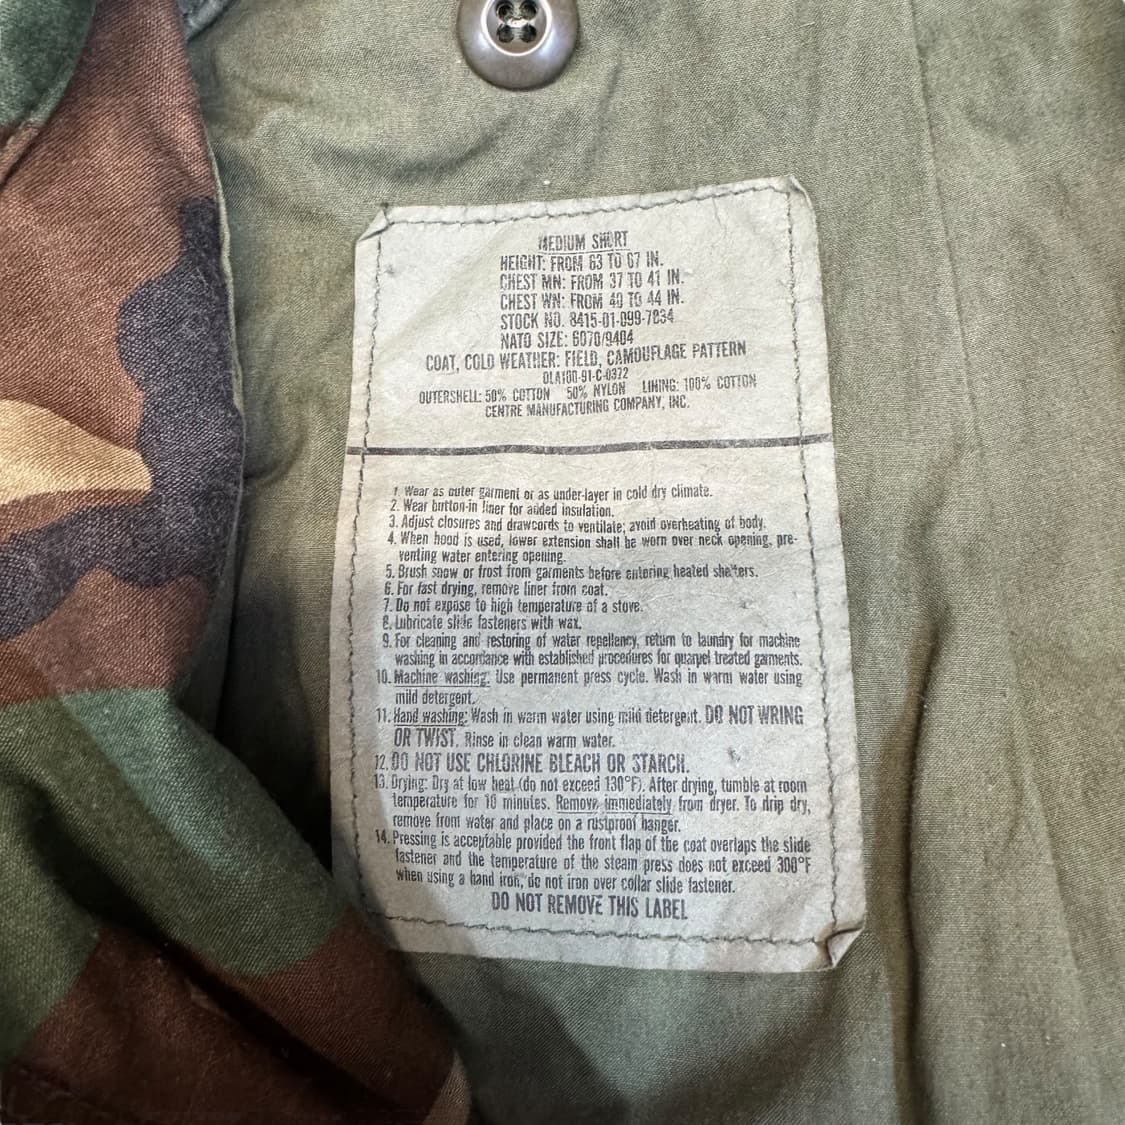 MEDIUM SHORT
HEIGHT: FROM 63 TO 67 IN.
CHEST MN: FROM 37 TO 41 IN.
CHEST WN: FROM 40 TO 44 IN.
STOCK NO. 8415-01-099-7834
NATO SIZE: 6070/9404
COAT, COLD WEATHER: FIELD, CAMOUFLAGE PATTERN
DLA100-91-C-0372
OUTERSHELL: 50% COTTON 50% NYLON LINING: 100% COTTON
CENTRE MANUFACTURING COMPANY, INC.
1. Wear as outer garment or as under-layer in cold dry climate.
2. Wear button-in liner for added insulation.
3. Adjust closures and drawcords to ventilate; avoid overheating of body.
4. When hood is used, lower extension shall be worn over neck opening, pre-
venting water entering opening.
5. Brush snow or frost from garments before entering heated shelters.
6. For fast drying, remove liner from coat.
7. Do not expose to high temperature of a stove.
8. Lubricate slide fasteners with wax.
9. For cleaning and restoring of water repellency, return to laundry for machine
washing in accordance with established procedures for quarpel treated garments.
10. Machine washing: Use permanent press cycle. Wash in warm water using
mild detergent.
11. Hand washing: Wash in warm water using mild detergent. DO NOT WRING
OR TWIST. Rinse in clean warm water.
12. DO NOT USE CHLORINE BLEACH OR STARCH.
13. Drying: Dry at low heat (do not exceed 130°F). After drying, tumble at room
temperature for 10 minutes. Remove immediately from dryer. To drip dry,
remove from water and place on a rustproof hanger.
14. Pressing is acceptable provided the front flap of the coat overlaps the slide
fastener and the temperature of the steam press does not exceed 300°F
when using a hand iron, do not iron over collar slide fastener.
DO NOT REMOVE THIS LABEL